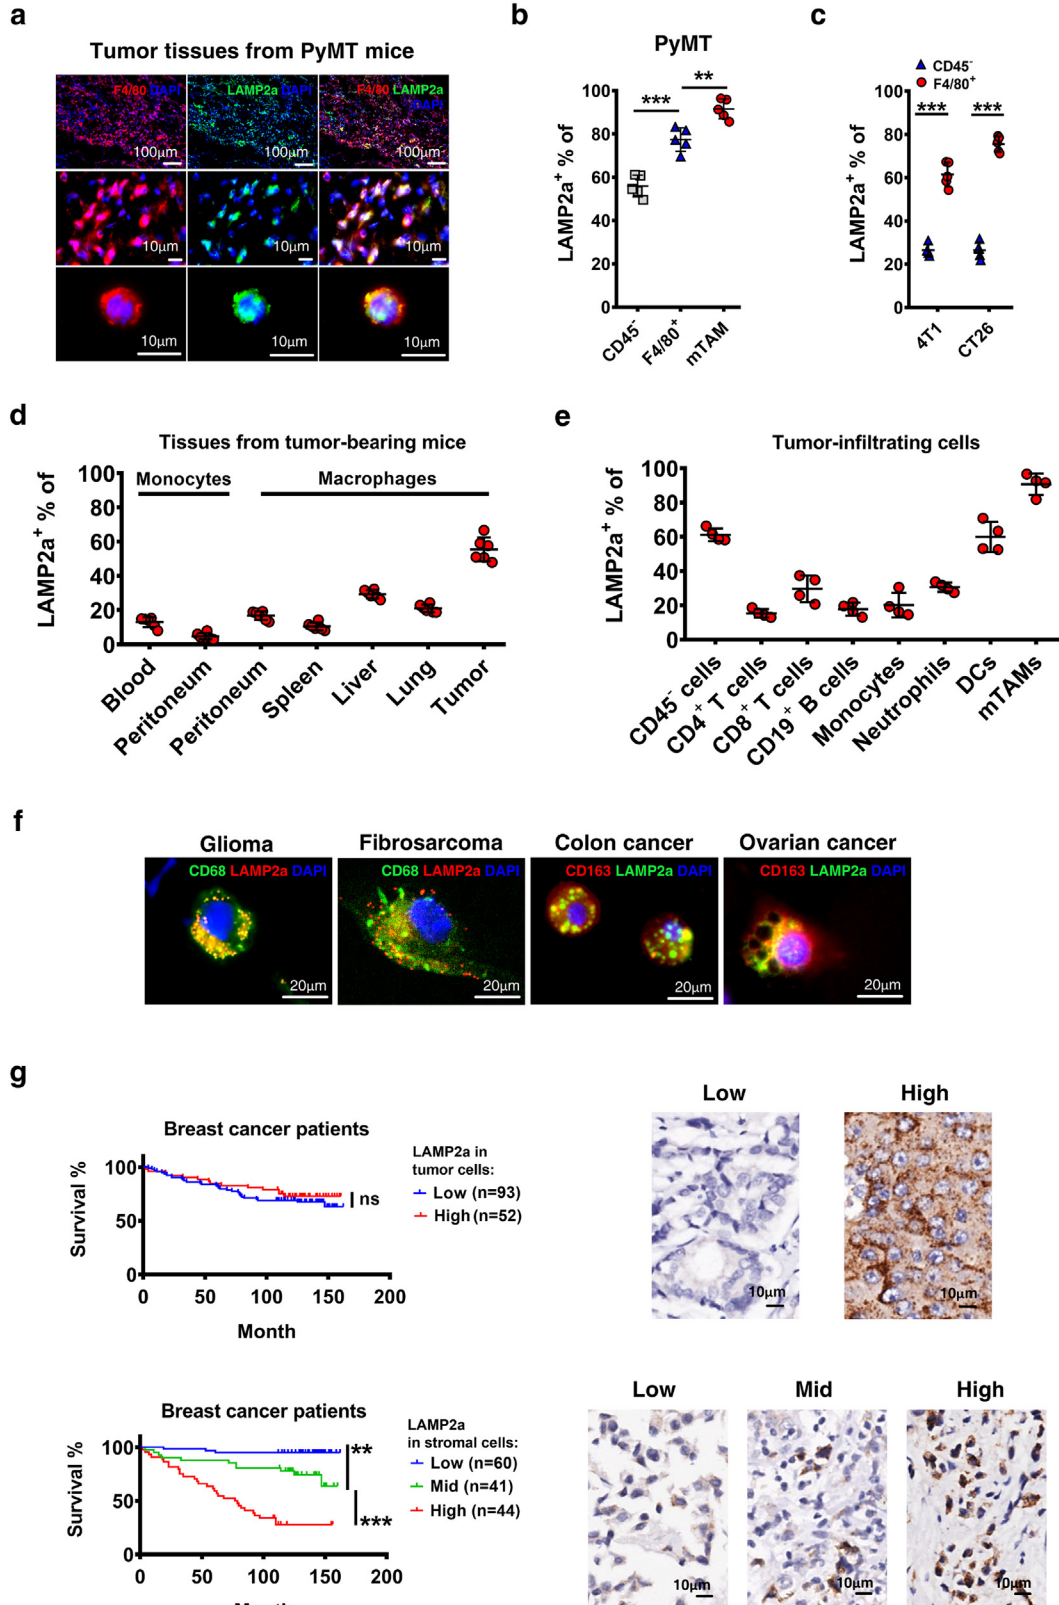 a
Tumor tissues from PyMT mice
F4/80 DAPI
LAMP2a DAPI
F4/80 LAMP2a
DAPI
100μm
100μm
100μm
10μm
10μm
10μm
10μm
10μm
10μm
b
PyMT
LAMP2a⁺ % of
100
80
60
40
20
0
***
**
CD45⁻
F4/80⁺
mTAM
c
CD45⁻
F4/80⁺
LAMP2a⁺ % of
100
80
60
40
20
0
***
***
4T1
CT26
d
Tissues from tumor-bearing mice
LAMP2a⁺ % of
100
80
60
40
20
0
Monocytes
Macrophages
Blood
Peritoneum
Peritoneum
Spleen
Liver
Lung
Tumor
e
Tumor-infiltrating cells
LAMP2a⁺ % of
100
80
60
40
20
0
CD45⁻ cells
CD4⁺ T cells
CD8⁺ T cells
CD19⁺ B cells
Monocytes
Neutrophils
DCs
mTAMs
f
Glioma
Fibrosarcoma
Colon cancer
Ovarian cancer
CD68 LAMP2a DAPI
CD68 LAMP2a DAPI
CD163 LAMP2a DAPI
CD163 LAMP2a DAPI
20μm
20μm
20μm
20μm
g
Breast cancer patients
Survival %
100
50
0
0
50
100
150
200
Month
ns
LAMP2a in
tumor cells:
Low (n=93)
High (n=52)
Low
High
10μm
10μm
Breast cancer patients
Survival %
100
50
0
0
50
100
150
200
**
***
LAMP2a
in stromal cells:
Low (n=60)
Mid (n=41)
High (n=44)
Low
Mid
High
10μm
10μm
10μm